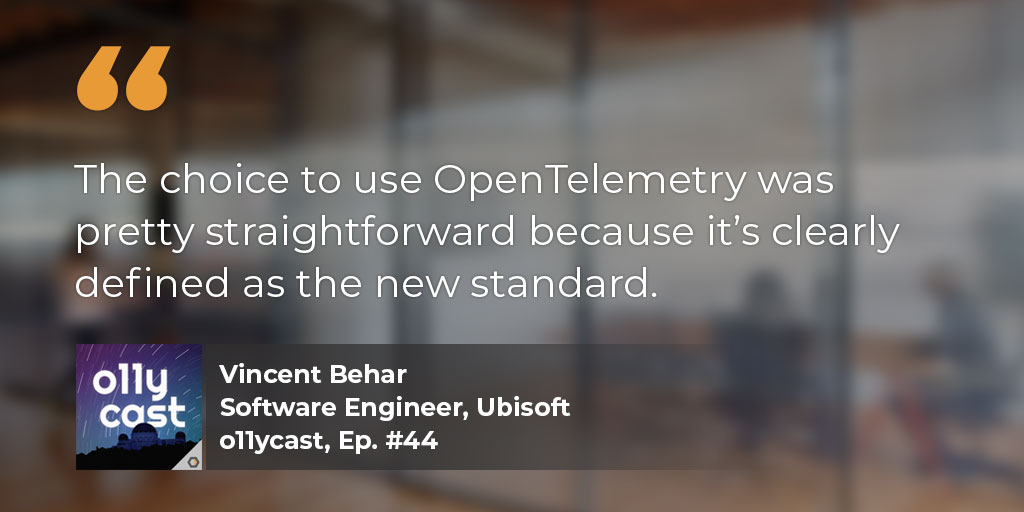 “
The choice to use OpenTelemetry was
pretty straightforward because it’s clearly
defined as the new standard.
o11y
cast
Vincent Behar
Software Engineer, Ubisoft
o11ycast, Ep. #44